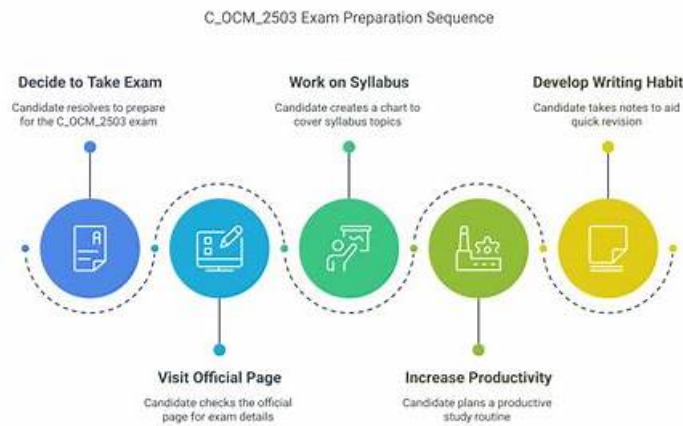 C_OCM_2503 Exam Preparation Sequence
Decide to Take Exam
Candidate resolves to prepare
for the C_OCM_2503 exam
Work on Syllabus
Candidate creates a chart to
cover syllabus topics
Develop Writing Habit
Candidate takes notes to aid
quick revision
A
Visit Official Page
Candidate checks the official
page for exam details
Increase Productivity
Candidate plans a productive
study routine